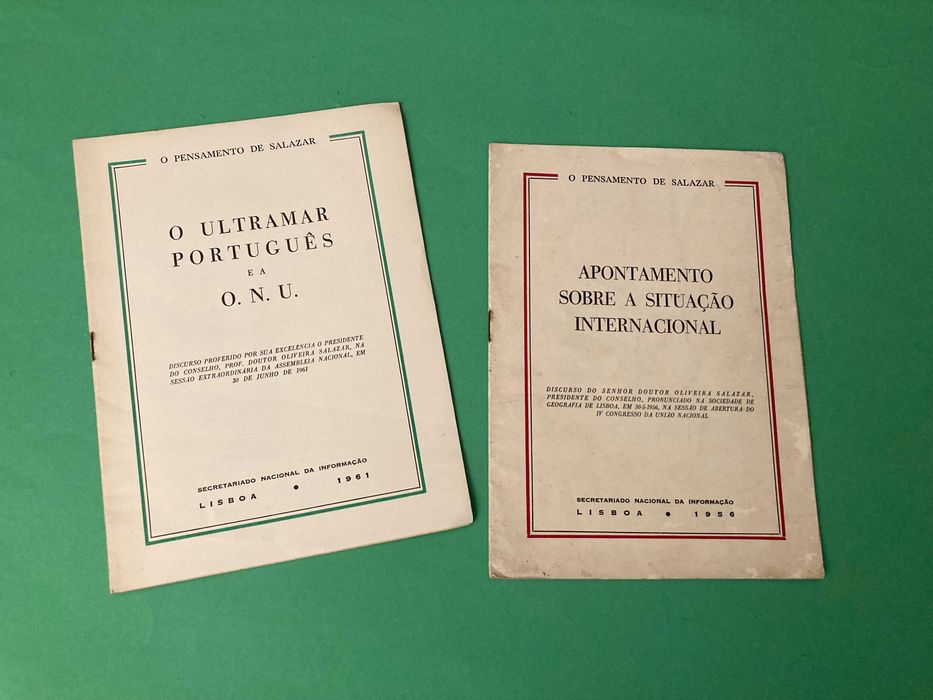 O PENSAMENTO DE SALAZAR
O ULTRAMAR
PORTUGUÊS
E A
O. N. U.
DISCURSO PROFERIDO POR SUA EXCELÊNCIA O PRESIDENTE
DO CONSELHO, PROF. DOUTOR OLIVEIRA SALAZAR, NA
SESSÃO EXTRAORDINÁRIA DA ASSEMBLEIA NACIONAL, EM
30 DE JUNHO DE 1961
SECRETARIADO NACIONAL DA INFORMAÇÃO
LISBOA • 1961
O PENSAMENTO DE SALAZAR
APONTAMENTO
SOBRE A SITUAÇÃO
INTERNACIONAL
DISCURSO DO SENHOR DOUTOR OLIVEIRA SALAZAR,
PRESIDENTE DO CONSELHO, PRONUNCIADO NA SOCIEDADE DE
GEOGRAFIA DE LISBOA, EM 30-5-1956, NA SESSÃO DE ABERTURA DO
IV CONGRESSO DA UNIÃO NACIONAL
SECRETARIADO NACIONAL DA INFORMAÇÃO
LISBOA • 1956